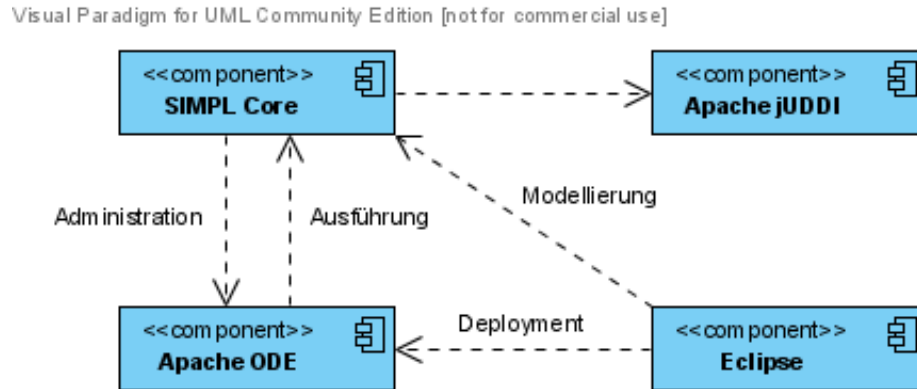 Visual Paradigm for UML Community Edition [not for commercial use]
<<component>>
SIMPL Core
<<component>>
Apache jUDDI
Modellierung
Administration
Ausführung
Deployment
<<component>>
Apache ODE
<<component>>
Eclipse